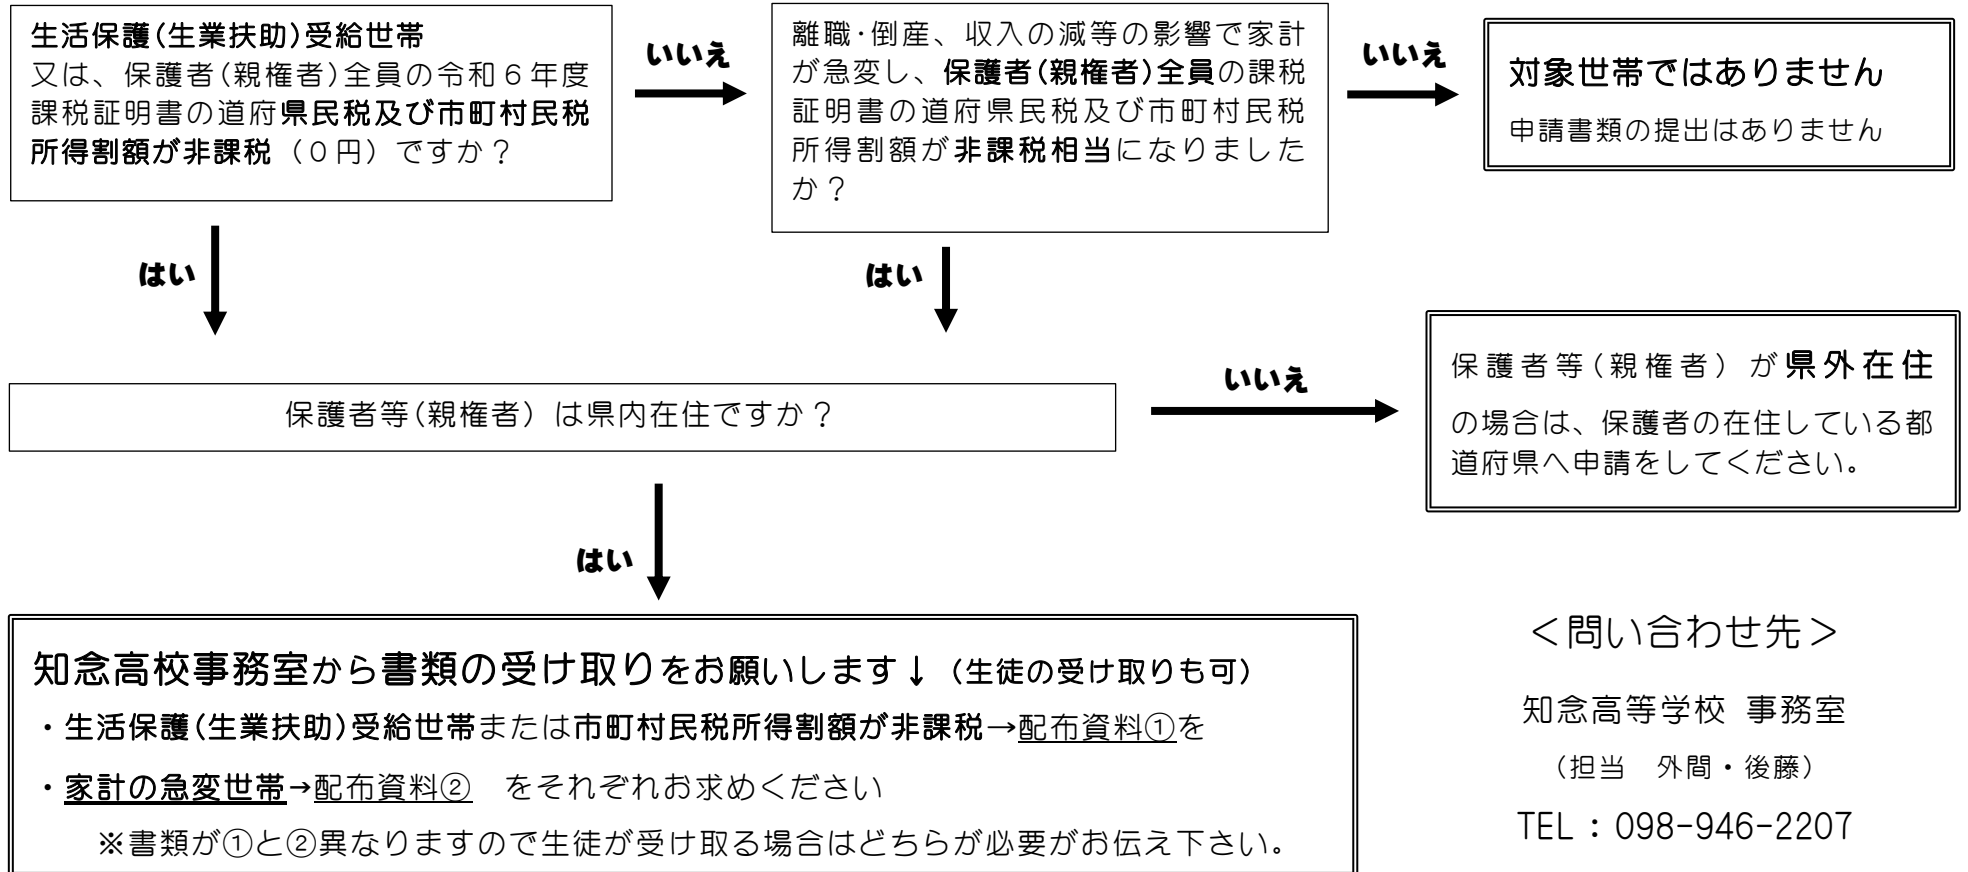 生活保護(生業扶助)受給世帯
又は、保護者(親権者)全員の令和６年度
課税証明書の道府県民税及び市町村民税
所得割額が非課税（０円）ですか？
いいえ
離職･倒産、収入の減等の影響で家計
が急変し、保護者(親権者)全員の課税
証明書の道府県民税及び市町村民税
所得割額が非課税相当になりました
か？
いいえ
対象世帯ではありません
申請書類の提出はありません
はい
はい
保護者等(親権者）は県内在住ですか？
いいえ
保護者等(親権者）が県外在住
の場合は、保護者の在住している都
道府県へ申請をしてください。
はい
知念高校事務室から書類の受け取りをお願いします↓（生徒の受け取りも可）
・生活保護(生業扶助)受給世帯または市町村民税所得割額が非課税→配布資料①を
・家計の急変世帯→配布資料②　をそれぞれお求めください
※書類が①と②異なりますので生徒が受け取る場合はどちらが必要がお伝え下さい。
＜問い合わせ先＞
知念高等学校 事務室
（担当　外間・後藤）
TEL：098-946-2207